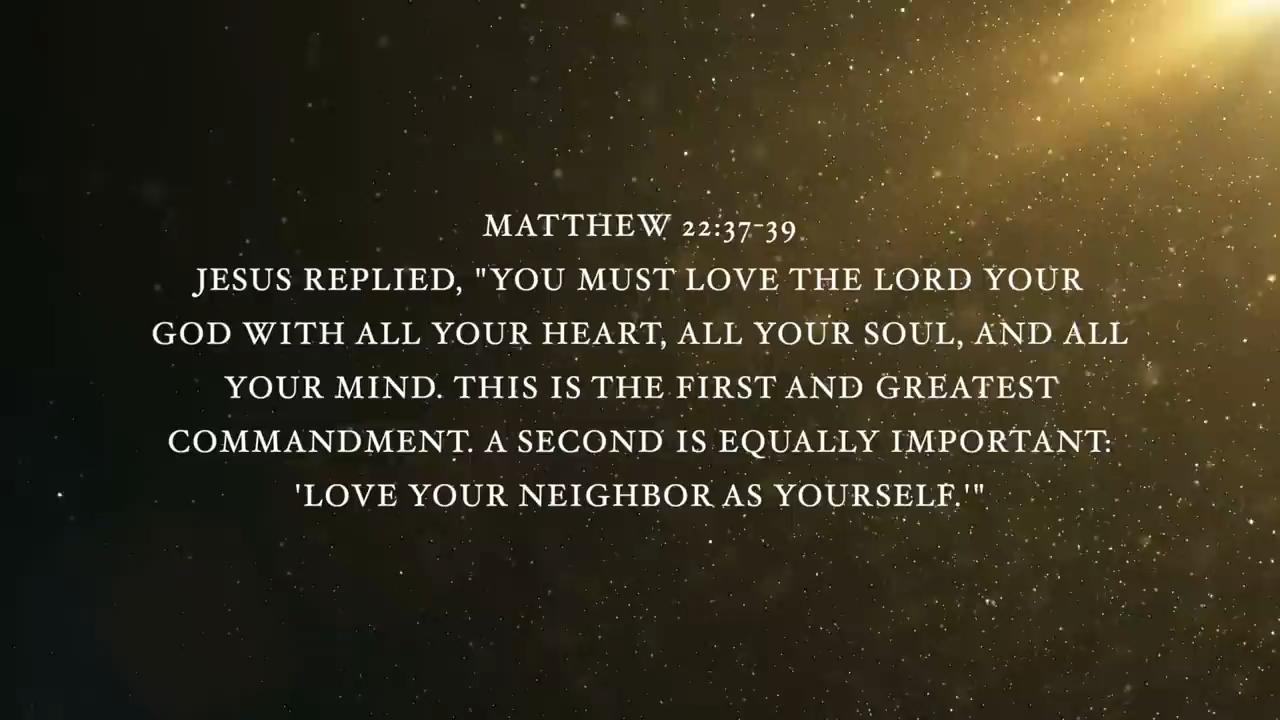 MATTHEW 22:37-39
JESUS REPLIED, "YOU MUST LOVE THE LORD YOUR
GOD WITH ALL YOUR HEART, ALL YOUR SOUL, AND ALL
YOUR MIND. THIS IS THE FIRST AND GREATEST
COMMANDMENT. A SECOND IS EQUALLY IMPORTANT:
'LOVE YOUR NEIGHBOR AS YOURSELF.'"